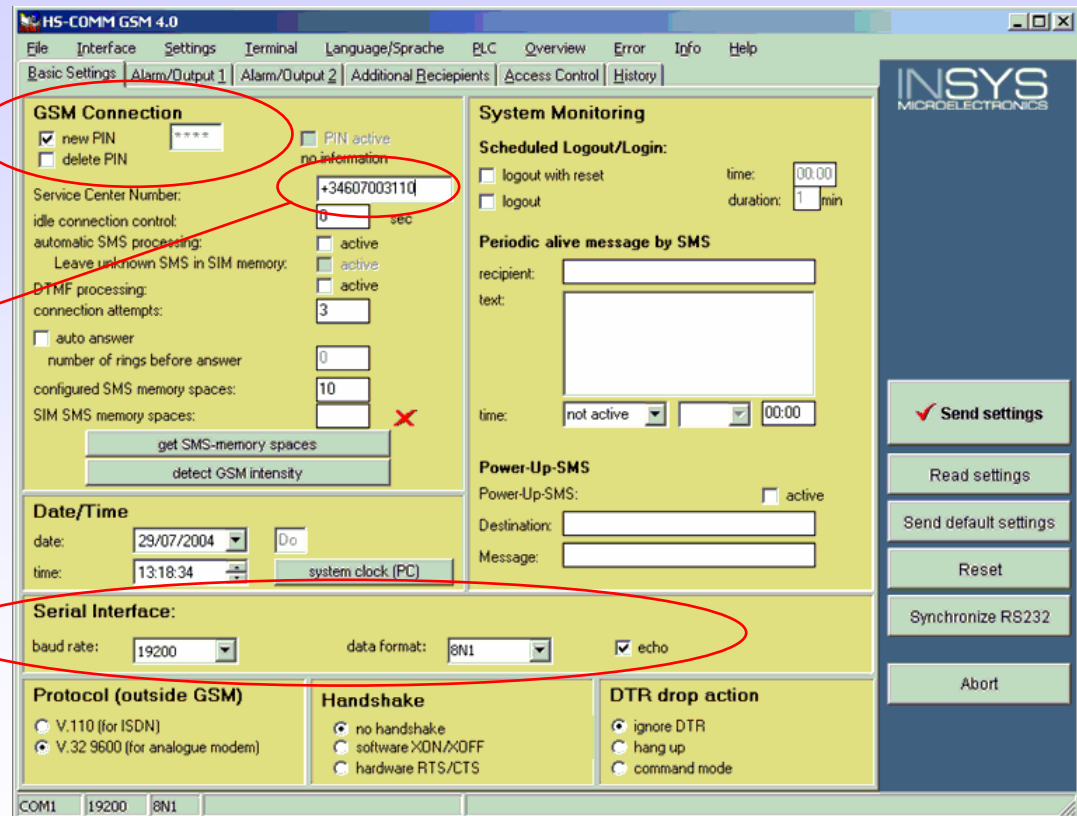 HS-COMM GSM 4.0
File Interface Settings Terminal Language/Sprache PLC Overview Error Info Help
Basic Settings Alarm/Output 1 Alarm/Output 2 Additional Reciepients Access Control History
INSYS
MICROELECTRONICS
GSM Connection
new PIN **** PIN active
delete PIN no information
Service Center Number: +34607003110
idle connection control: 0 sec
automatic SMS processing: active
Leave unknown SMS in SIM memory: active
DTMF processing: active
connection attempts: 3
auto answer
number of rings before answer 0
configured SMS memory spaces: 10
SIM SMS memory spaces:
get SMS-memory spaces
detect GSM intensity
System Monitoring
Scheduled Logout/Login:
logout with reset time: 00:00
logout duration: 1 min
Periodic alive message by SMS
recipient:
text:
time: not active 00:00
Power-Up-SMS
Power-Up-SMS: active
Destination:
Message:
Date/Time
date: 29/07/2004 Do
time: 13:18:34 system clock (PC)
Serial Interface:
baud rate: 19200 data format: 8N1 echo
Protocol (outside GSM)
V.110 (for ISDN)
V.32 9600 (for analogue modem)
Handshake
no handshake
software XON/XOFF
hardware RTS/CTS
DTR drop action
ignore DTR
hang up
command mode
Send settings
Read settings
Send default settings
Reset
Synchronize RS232
Abort
COM1 19200 8N1